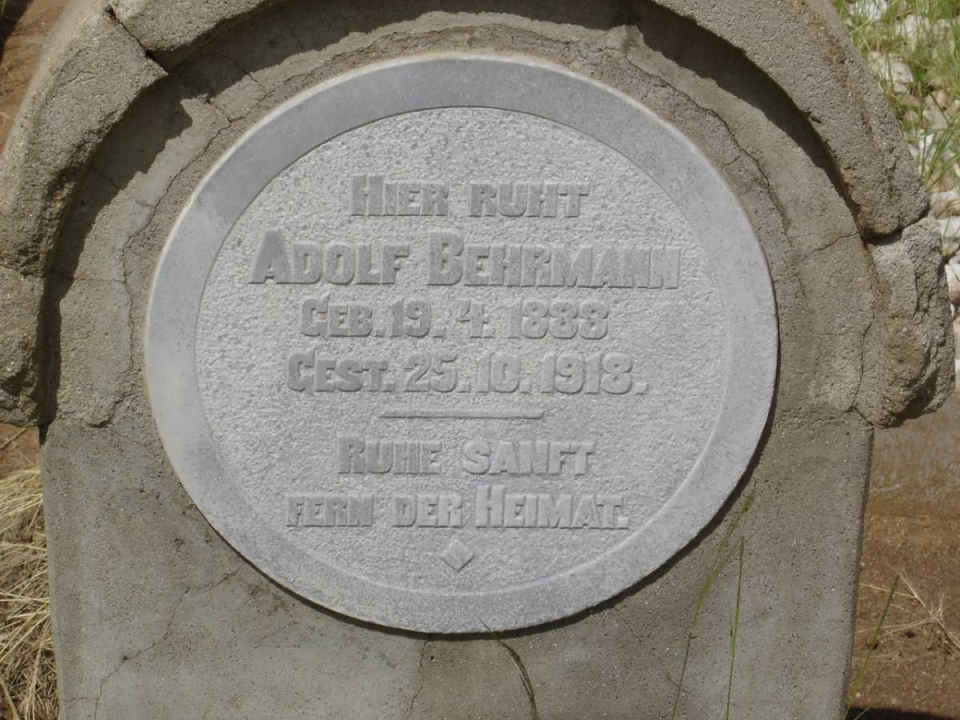 HIER RUHT
ADOLF BEHRMANN
GEB. 19. 4. 1888
GEST. 25. 10. 1918.
RUHE SANFT
FERN DER HEIMAT.